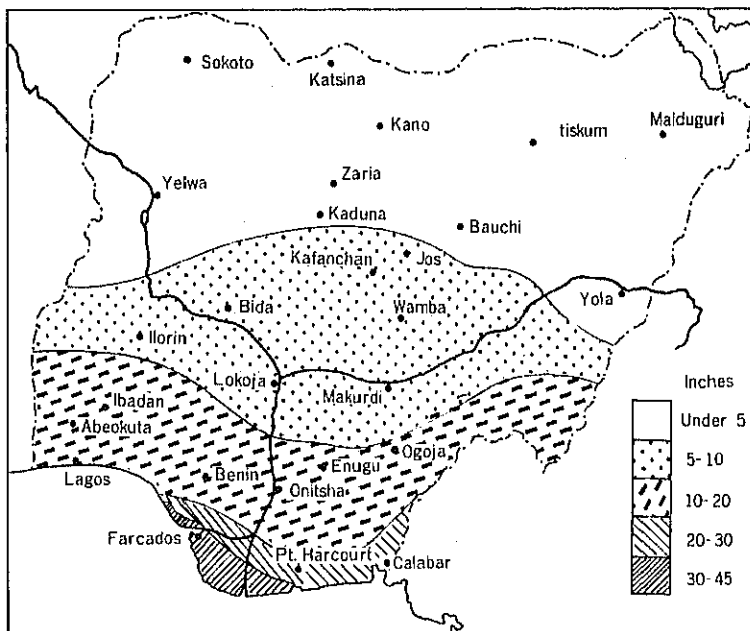 Sokoto
Katsina
Kano
tiskum
Maiduguri
Zaria
Yelwa
Kaduna
Bauchi
Jos
Kafanchan
Yola
Bida
Wamba
Ilorin
Lokoja
Makurdi
Inches
Under 5
Ibadan
Abeokuta
5-10
Ogoja
Enugu
Lagos
Benin
Onitsha
10-20
Farcados
Pt. Harcourt
Calabar
20-30
30-45